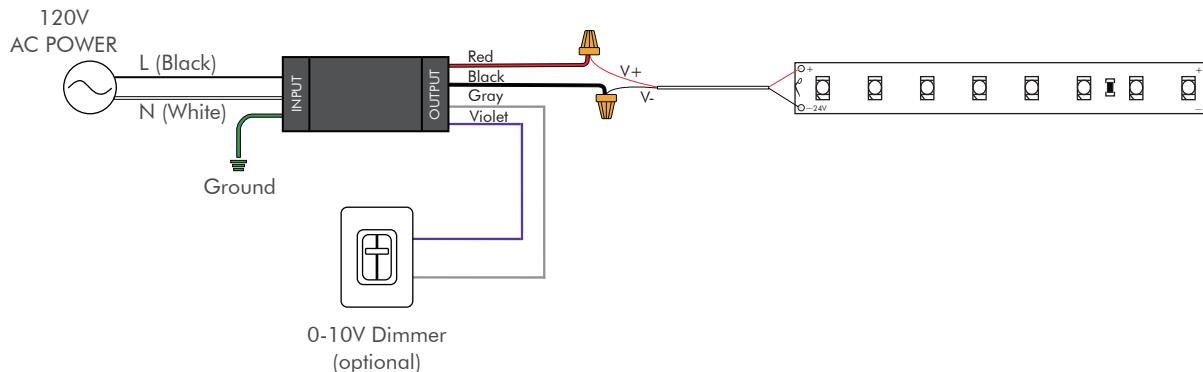 120V
AC POWER
L (Black)
N (White)
Ground
INPUT
OUTPUT
Red
Black
Gray
Violet
V+
V-
+
−24V
+
−
0-10V Dimmer
(optional)